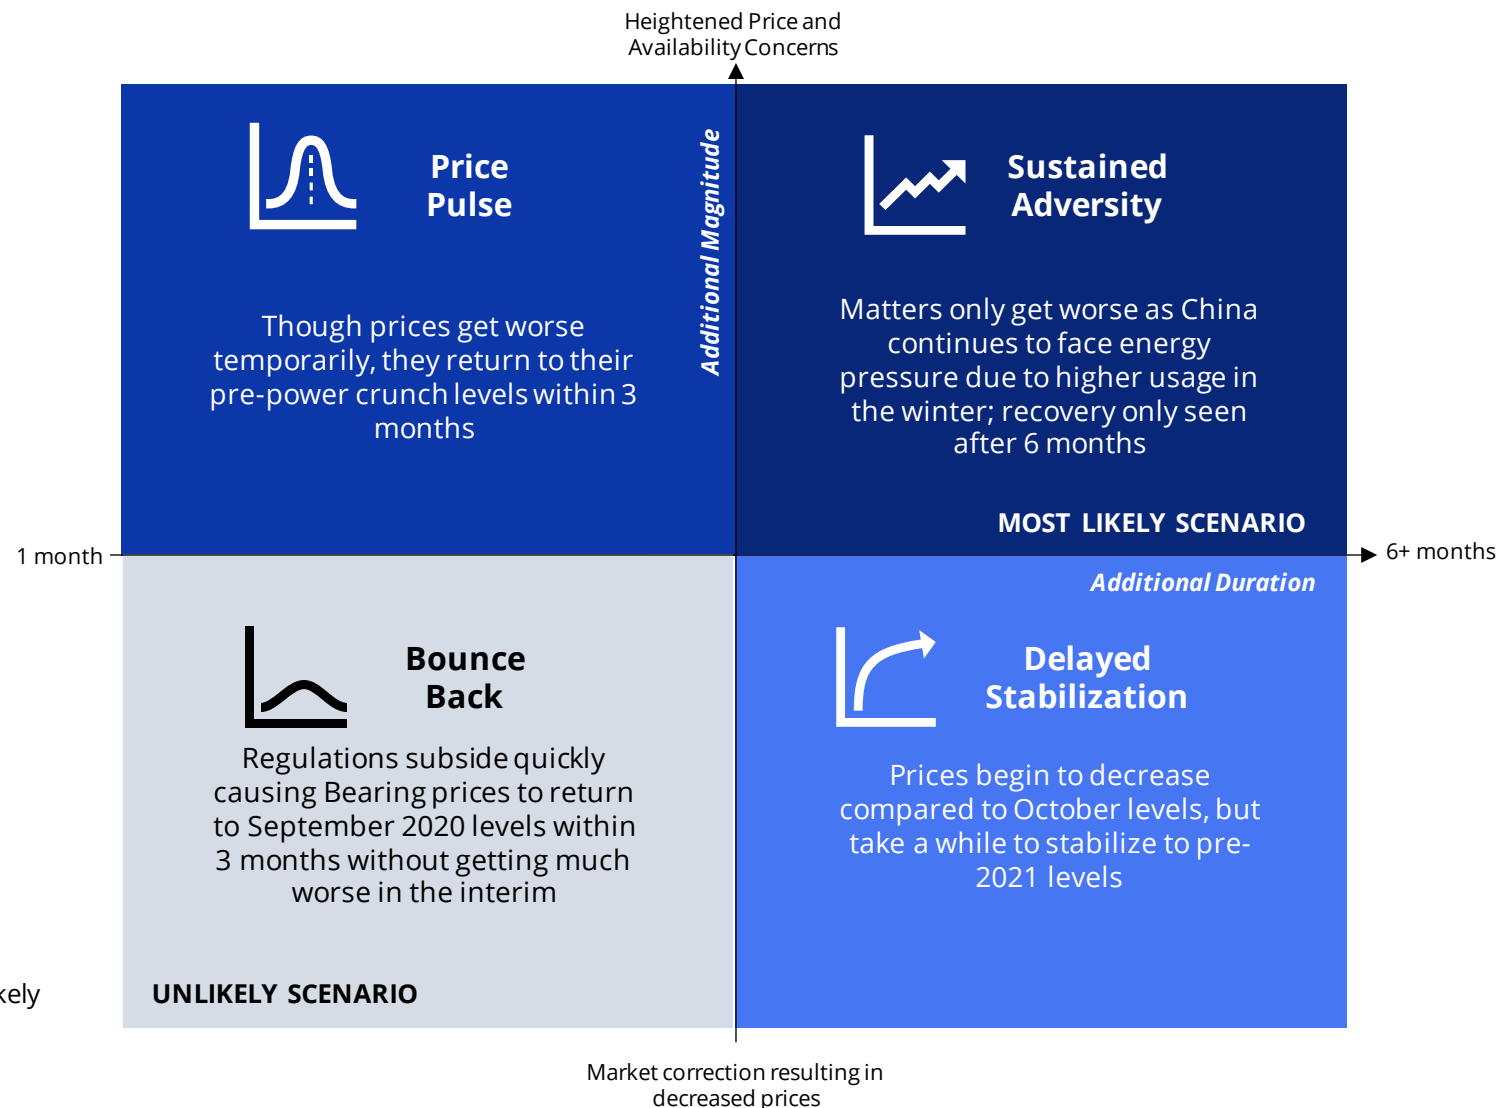 Heightened Price and
Availability Concerns
Price
Pulse
Though prices get worse
temporarily, they return to their
pre-power crunch levels within 3
months
Additional Magnitude
Sustained
Adversity
Matters only get worse as China
continues to face energy
pressure due to higher usage in
the winter; recovery only seen
after 6 months
MOST LIKELY SCENARIO
1 month
6+ months
Additional Duration
Bounce
Back
Regulations subside quickly
causing Bearing prices to return
to September 2020 levels within
3 months without getting much
worse in the interim
UNLIKELY SCENARIO
Delayed
Stabilization
Prices begin to decrease
compared to October levels, but
take a while to stabilize to pre-
2021 levels
Market correction resulting in
decreased prices